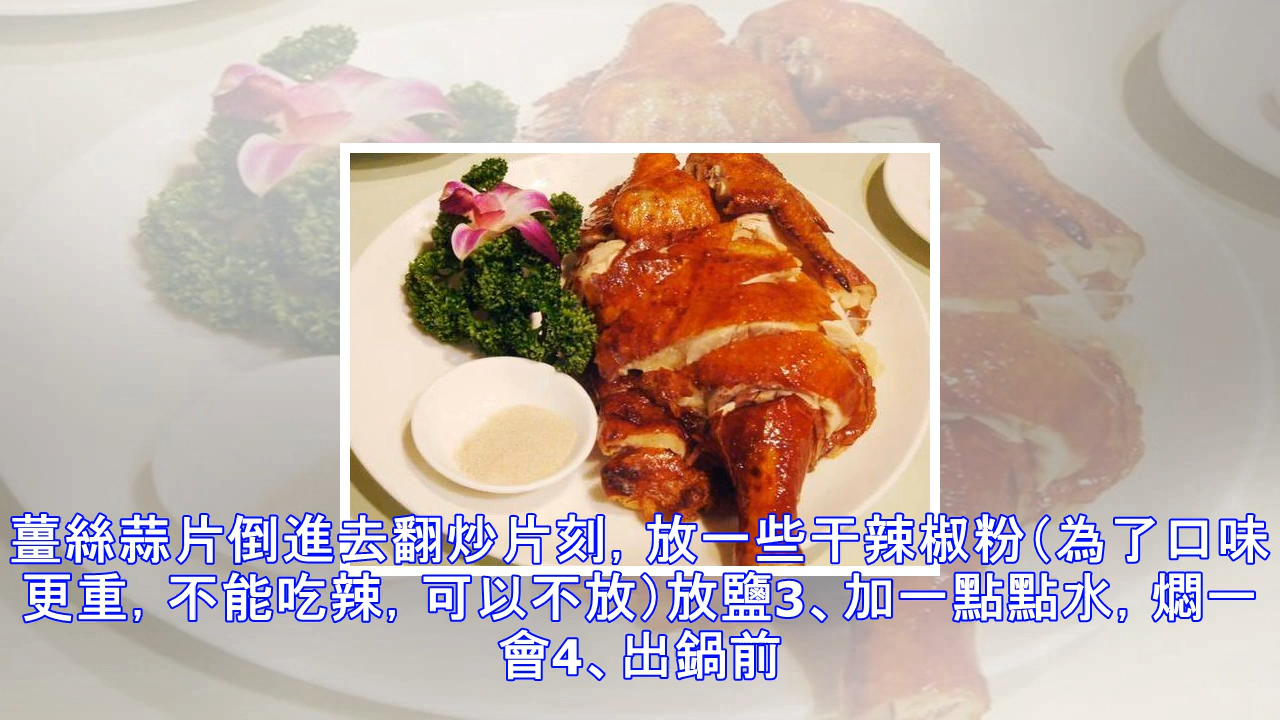 薑絲蒜片倒進去翻炒片刻, 放一些干辣椒粉(為了口味
更重, 不能吃辣, 可以不放)放鹽3、加一點點水, 燜一
會4、出鍋前